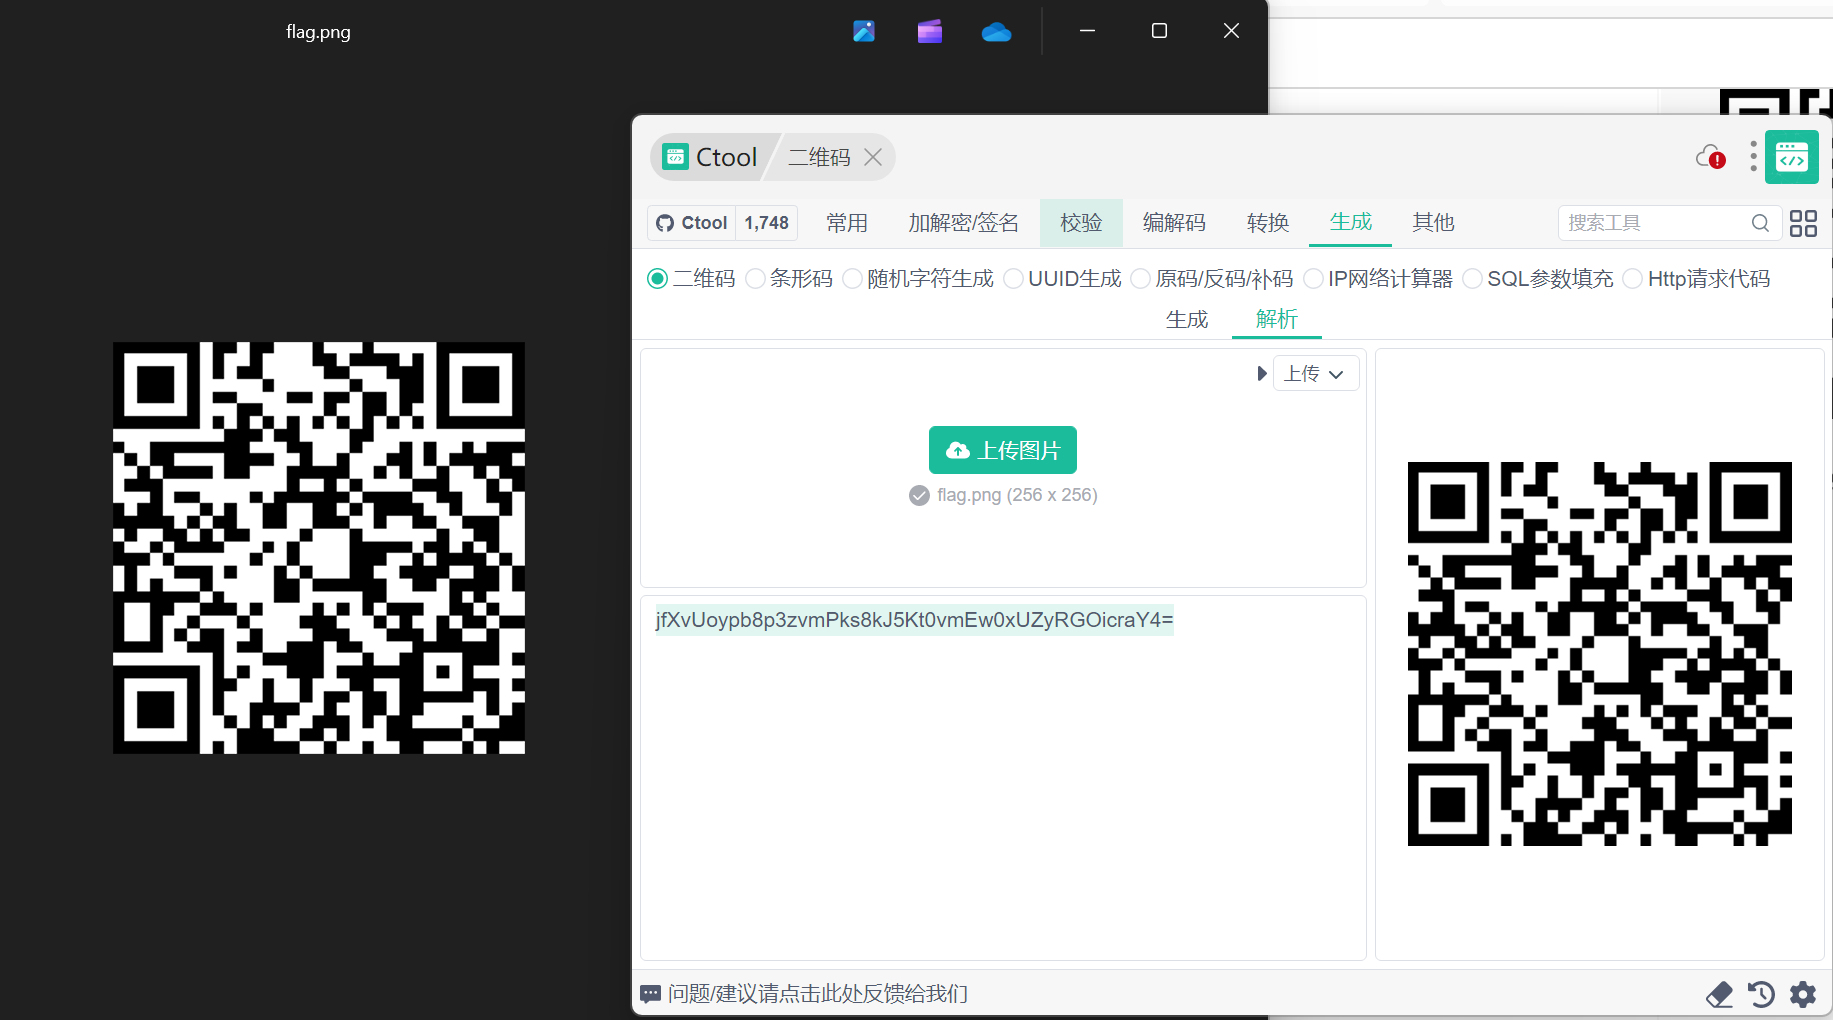 flag.png
Ctool
二维码
Ctool 1,748 常用 加解密/签名 校验 编解码 转换 生成 其他 搜索工具
二维码 条形码 随机字符生成 UUID生成 原码/反码/补码 IP网络计算器 SQL参数填充 Http请求代码
生成 解析
上传
上传图片
flag.png (256 x 256)
jfXvUoypb8p3zvmPks8kJ5Kt0vmEw0xUZyRGOicraY4=
问题/建议请点击此处反馈给我们